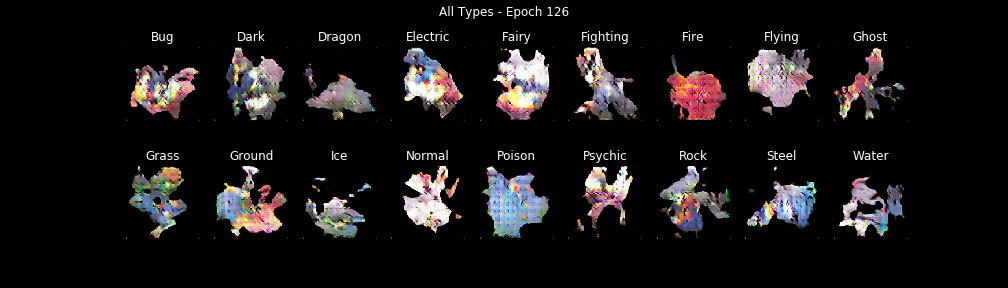 All Types - Epoch 126
Bug Dark Dragon Electric Fairy Fighting Fire Flying Ghost
Grass Ground Ice Normal Poison Psychic Rock Steel Water